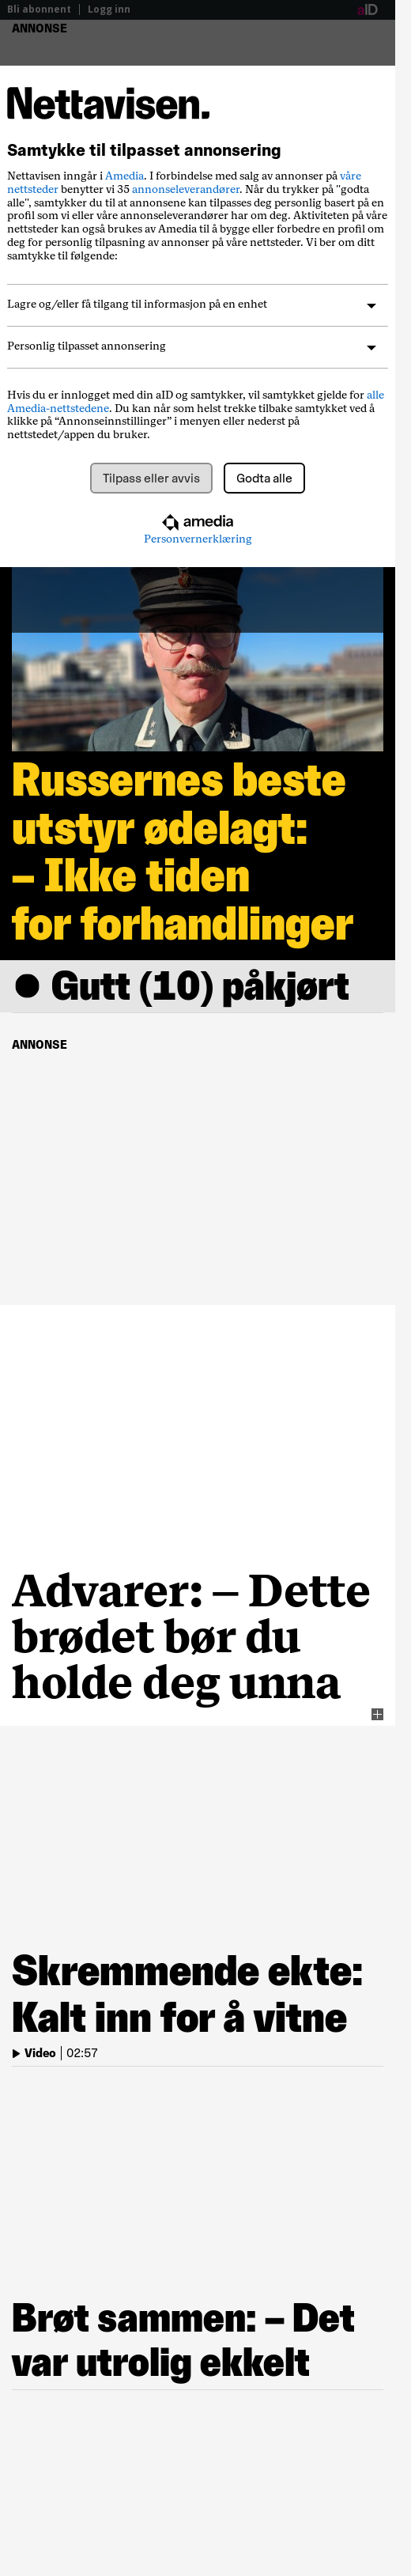 Bli abonnent | Logg inn
aID
ANNONSE
Nettavisen.
Samtykke til tilpasset annonsering
Nettavisen inngår i Amedia. I forbindelse med salg av annonser på våre
nettsteder benytter vi 35 annonseleverandører. Når du trykker på "godta
alle", samtykker du til at annonsene kan tilpasses deg personlig basert på en
profil som vi eller våre annonseleverandører har om deg. Aktiviteten på våre
nettsteder kan også brukes av Amedia til å bygge eller forbedre en profil om
deg for personlig tilpasning av annonser på våre nettsteder. Vi ber om ditt
samtykke til følgende:
Lagre og/eller få tilgang til informasjon på en enhet
Personlig tilpasset annonsering
Hvis du er innlogget med din aID og samtykker, vil samtykket gjelde for alle
Amedia-nettstedene. Du kan når som helst trekke tilbake samtykket ved å
klikke på “Annonseinnstillinger” i menyen eller nederst på
nettstedet/appen du bruker.
Tilpass eller avvis
Godta alle
amedia
Personvernerklæring
Russernes beste
utstyr ødelagt:
– Ikke tiden
for forhandlinger
● Gutt (10) påkjørt
ANNONSE
Advarer: – Dette
brødet bør du
holde deg unna
Skremmende ekte:
Kalt inn for å vitne
Video | 02:57
Brøt sammen: – Det
var utrolig ekkelt